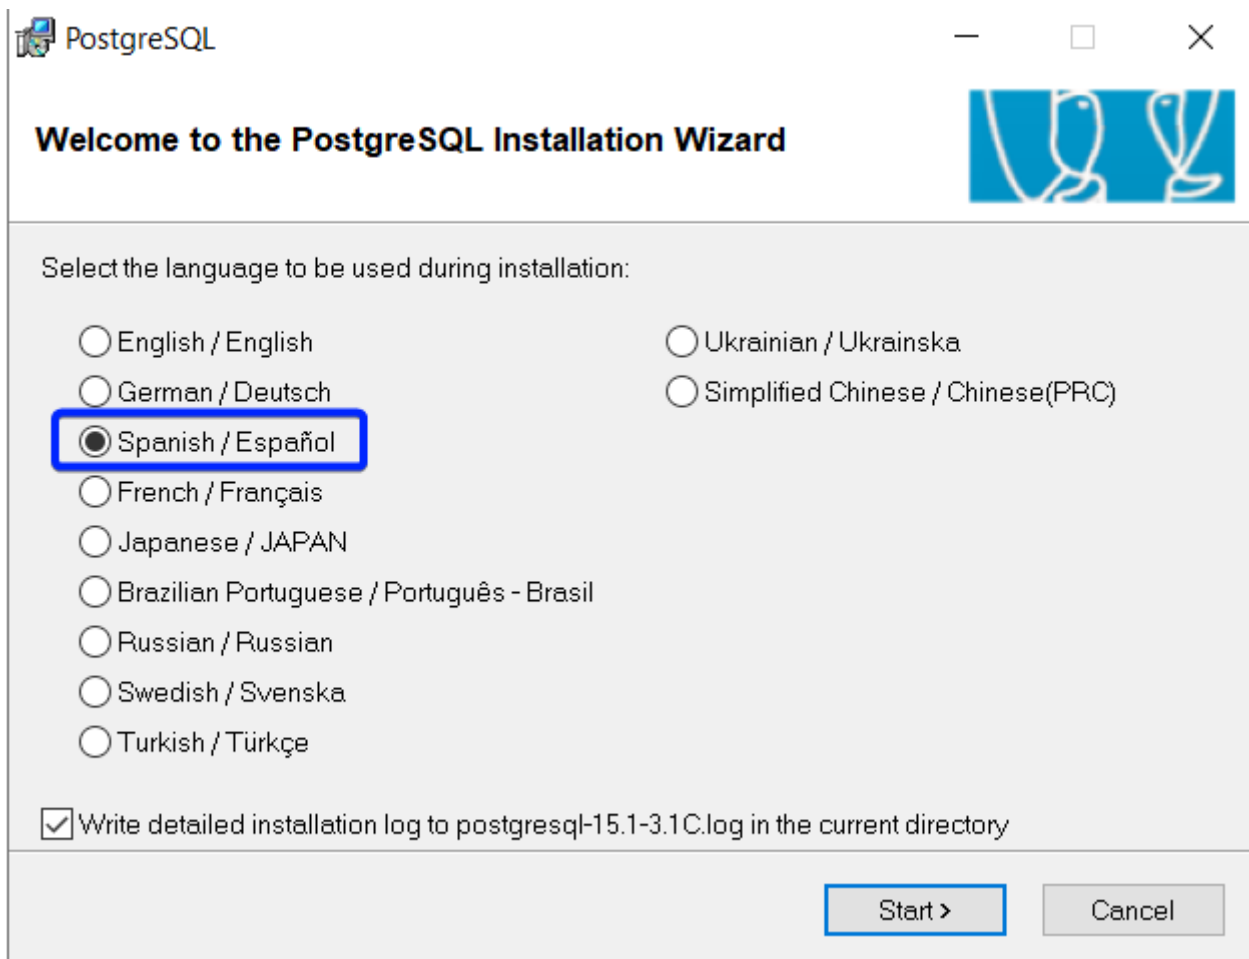 PostgreSQL
Welcome to the PostgreSQL Installation Wizard
Select the language to be used during installation:
English / English
German / Deutsch
Spanish / Español
French / Français
Japanese / JAPAN
Brazilian Portuguese / Português - Brasil
Russian / Russian
Swedish / Svenska
Turkish / Türkçe
Ukrainian / Ukrainska
Simplified Chinese / Chinese(PRC)
Write detailed installation log to postgresql-15.1-3.1C.log in the current directory
Start >
Cancel